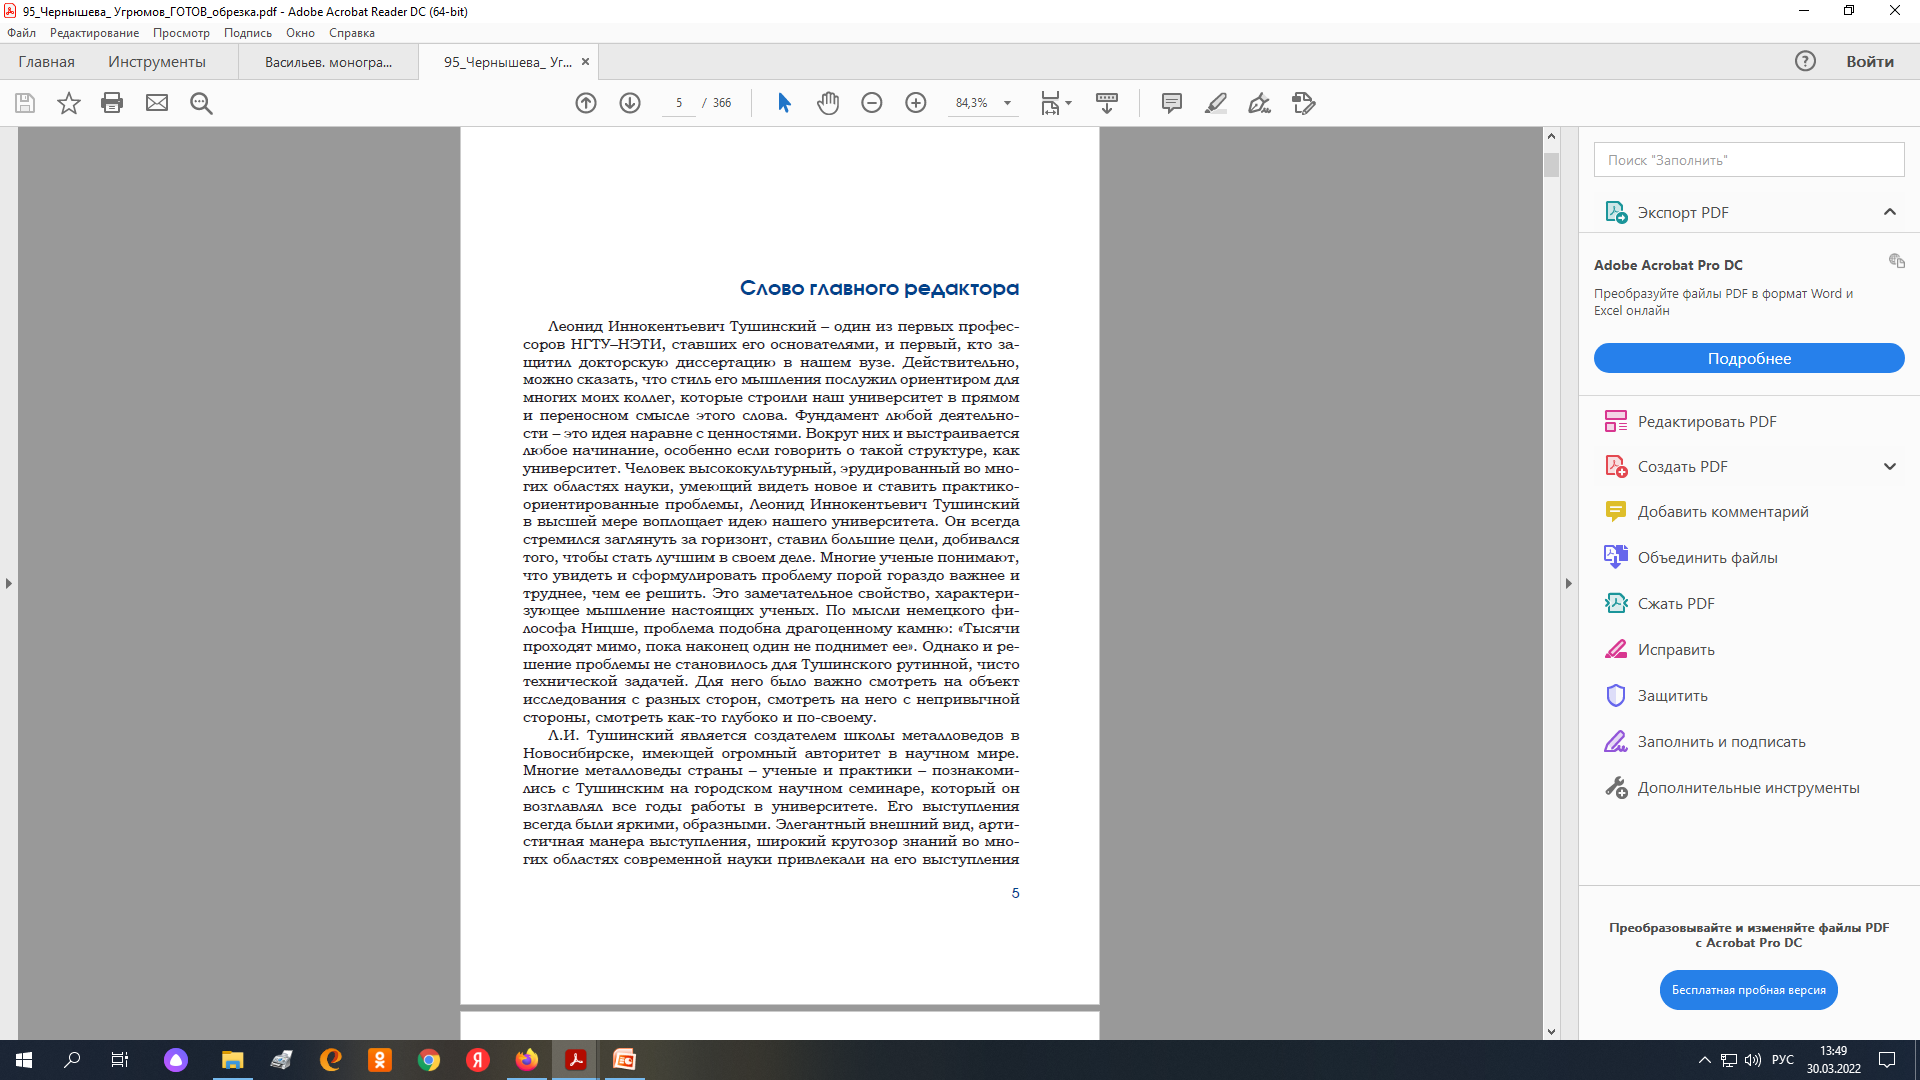 95_Чернышева_ Угрюмов_ГОТОВ_обрезка.pdf - Adobe Acrobat Reader DC (64-bit)
Файл Редактирование Просмотр Подпись Окно Справка
Главная Инструменты Васильев. моногра... 95_Чернышева_ Уг... Войти
5 / 366 84,3%
Слово главного редактора
Леонид Иннокентьевич Тушинский – один из первых профес-
соров НГТУ–НЭТИ, ставших его основателями, и первый, кто за-
щитил докторскую диссертацию в нашем вузе. Действительно,
можно сказать, что стиль его мышления послужил ориентиром для
многих моих коллег, которые строили наш университет в прямом
и переносном смысле этого слова. Фундамент любой деятельно-
сти – это идея наравне с ценностями. Вокруг них и выстраивается
любое начинание, особенно если говорить о такой структуре, как
университет. Человек высококультурный, эрудированный во мно-
гих областях науки, умеющий видеть новое и ставить практико-
ориентированные проблемы, Леонид Иннокентьевич Тушинский
в высшей мере воплощает идею нашего университета. Он всегда
стремился заглянуть за горизонт, ставил большие цели, добивался
того, чтобы стать лучшим в своем деле. Многие ученые понимают,
что увидеть и сформулировать проблему порой гораздо важнее и
труднее, чем ее решить. Это замечательное свойство, характери-
зующее мышление настоящих ученых. По мысли немецкого фи-
лософа Ницше, проблема подобна драгоценному камню: «Тысячи
проходят мимо, пока наконец один не поднимет ее». Однако и ре-
шение проблемы не становилось для Тушинского рутинной, чисто
технической задачей. Для него было важно смотреть на объект
исследования с разных сторон, смотреть на него с непривычной
стороны, смотреть как-то глубоко и по-своему.
Л.И. Тушинский является создателем школы металловедов в
Новосибирске, имеющей огромный авторитет в научном мире.
Многие металловеды страны – ученые и практики – познакоми-
лись с Тушинским на городском научном семинаре, который он
возглавлял все годы работы в университете. Его выступления
всегда были яркими, образными. Элегантный внешний вид, арти-
стичная манера выступления, широкий кругозор знаний во мно-
гих областях современной науки привлекали на его выступления
5
Поиск "Заполнить"
Экспорт PDF
Adobe Acrobat Pro DC
Преобразуйте файлы PDF в формат Word и
Excel онлайн
Подробнее
Редактировать PDF
Создать PDF
Добавить комментарий
Объединить файлы
Сжать PDF
Исправить
Защитить
Заполнить и подписать
Дополнительные инструменты
Преобразовывайте и изменяйте файлы PDF
с Acrobat Pro DC
Бесплатная пробная версия
РУС
13:49
30.03.2022